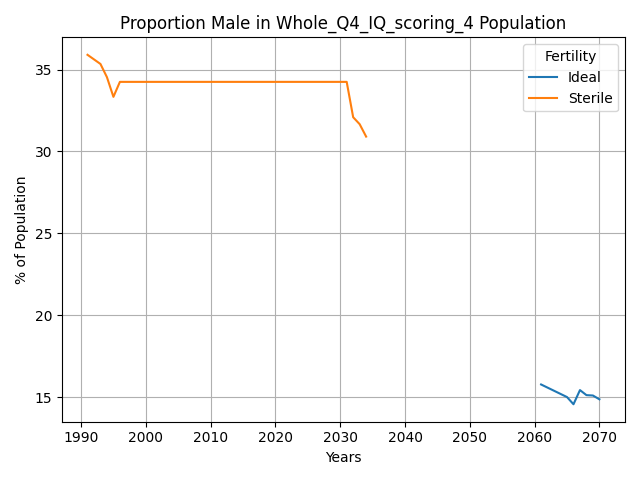 Proportion Male in Whole_Q4_IQ_scoring_4 Population
Fertility
Ideal
Sterile
% of Population
35
30
25
20
15
1990
2000
2010
2020
2030
2040
2050
2060
2070
Years